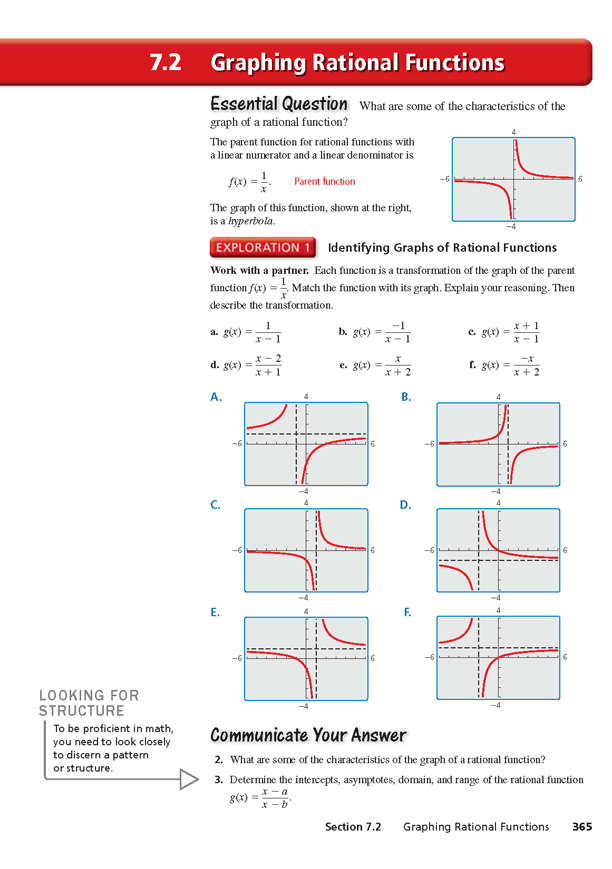 7.2 Graphing Rational Functions
Essential Question What are some of the characteristics of the
graph of a rational function?
The parent function for rational functions with
a linear numerator and a linear denominator is
f(x) = 1/x. Parent function
The graph of this function, shown at the right,
is a hyperbola.
4
−6
6
−4
EXPLORATION 1 Identifying Graphs of Rational Functions
Work with a partner. Each function is a transformation of the graph of the parent
function f(x) = 1/x. Match the function with its graph. Explain your reasoning. Then
describe the transformation.
a. g(x) = 1/(x − 1) b. g(x) = −1/(x − 1) c. g(x) = (x + 1)/(x − 1)
d. g(x) = (x − 2)/(x + 1) e. g(x) = x/(x + 2) f. g(x) = −x/(x + 2)
A. 4 B. 4
−6 6 −6 6
−4 −4
C. 4 D. 4
−6 6 −6 6
−4 −4
E. 4 F. 4
−6 6 −6 6
−4 −4
LOOKING FOR
STRUCTURE
To be proficient in math,
you need to look closely
to discern a pattern
or structure.
Communicate Your Answer
2. What are some of the characteristics of the graph of a rational function?
3. Determine the intercepts, asymptotes, domain, and range of the rational function
g(x) = (x − a)/(x − b).
Section 7.2 Graphing Rational Functions 365